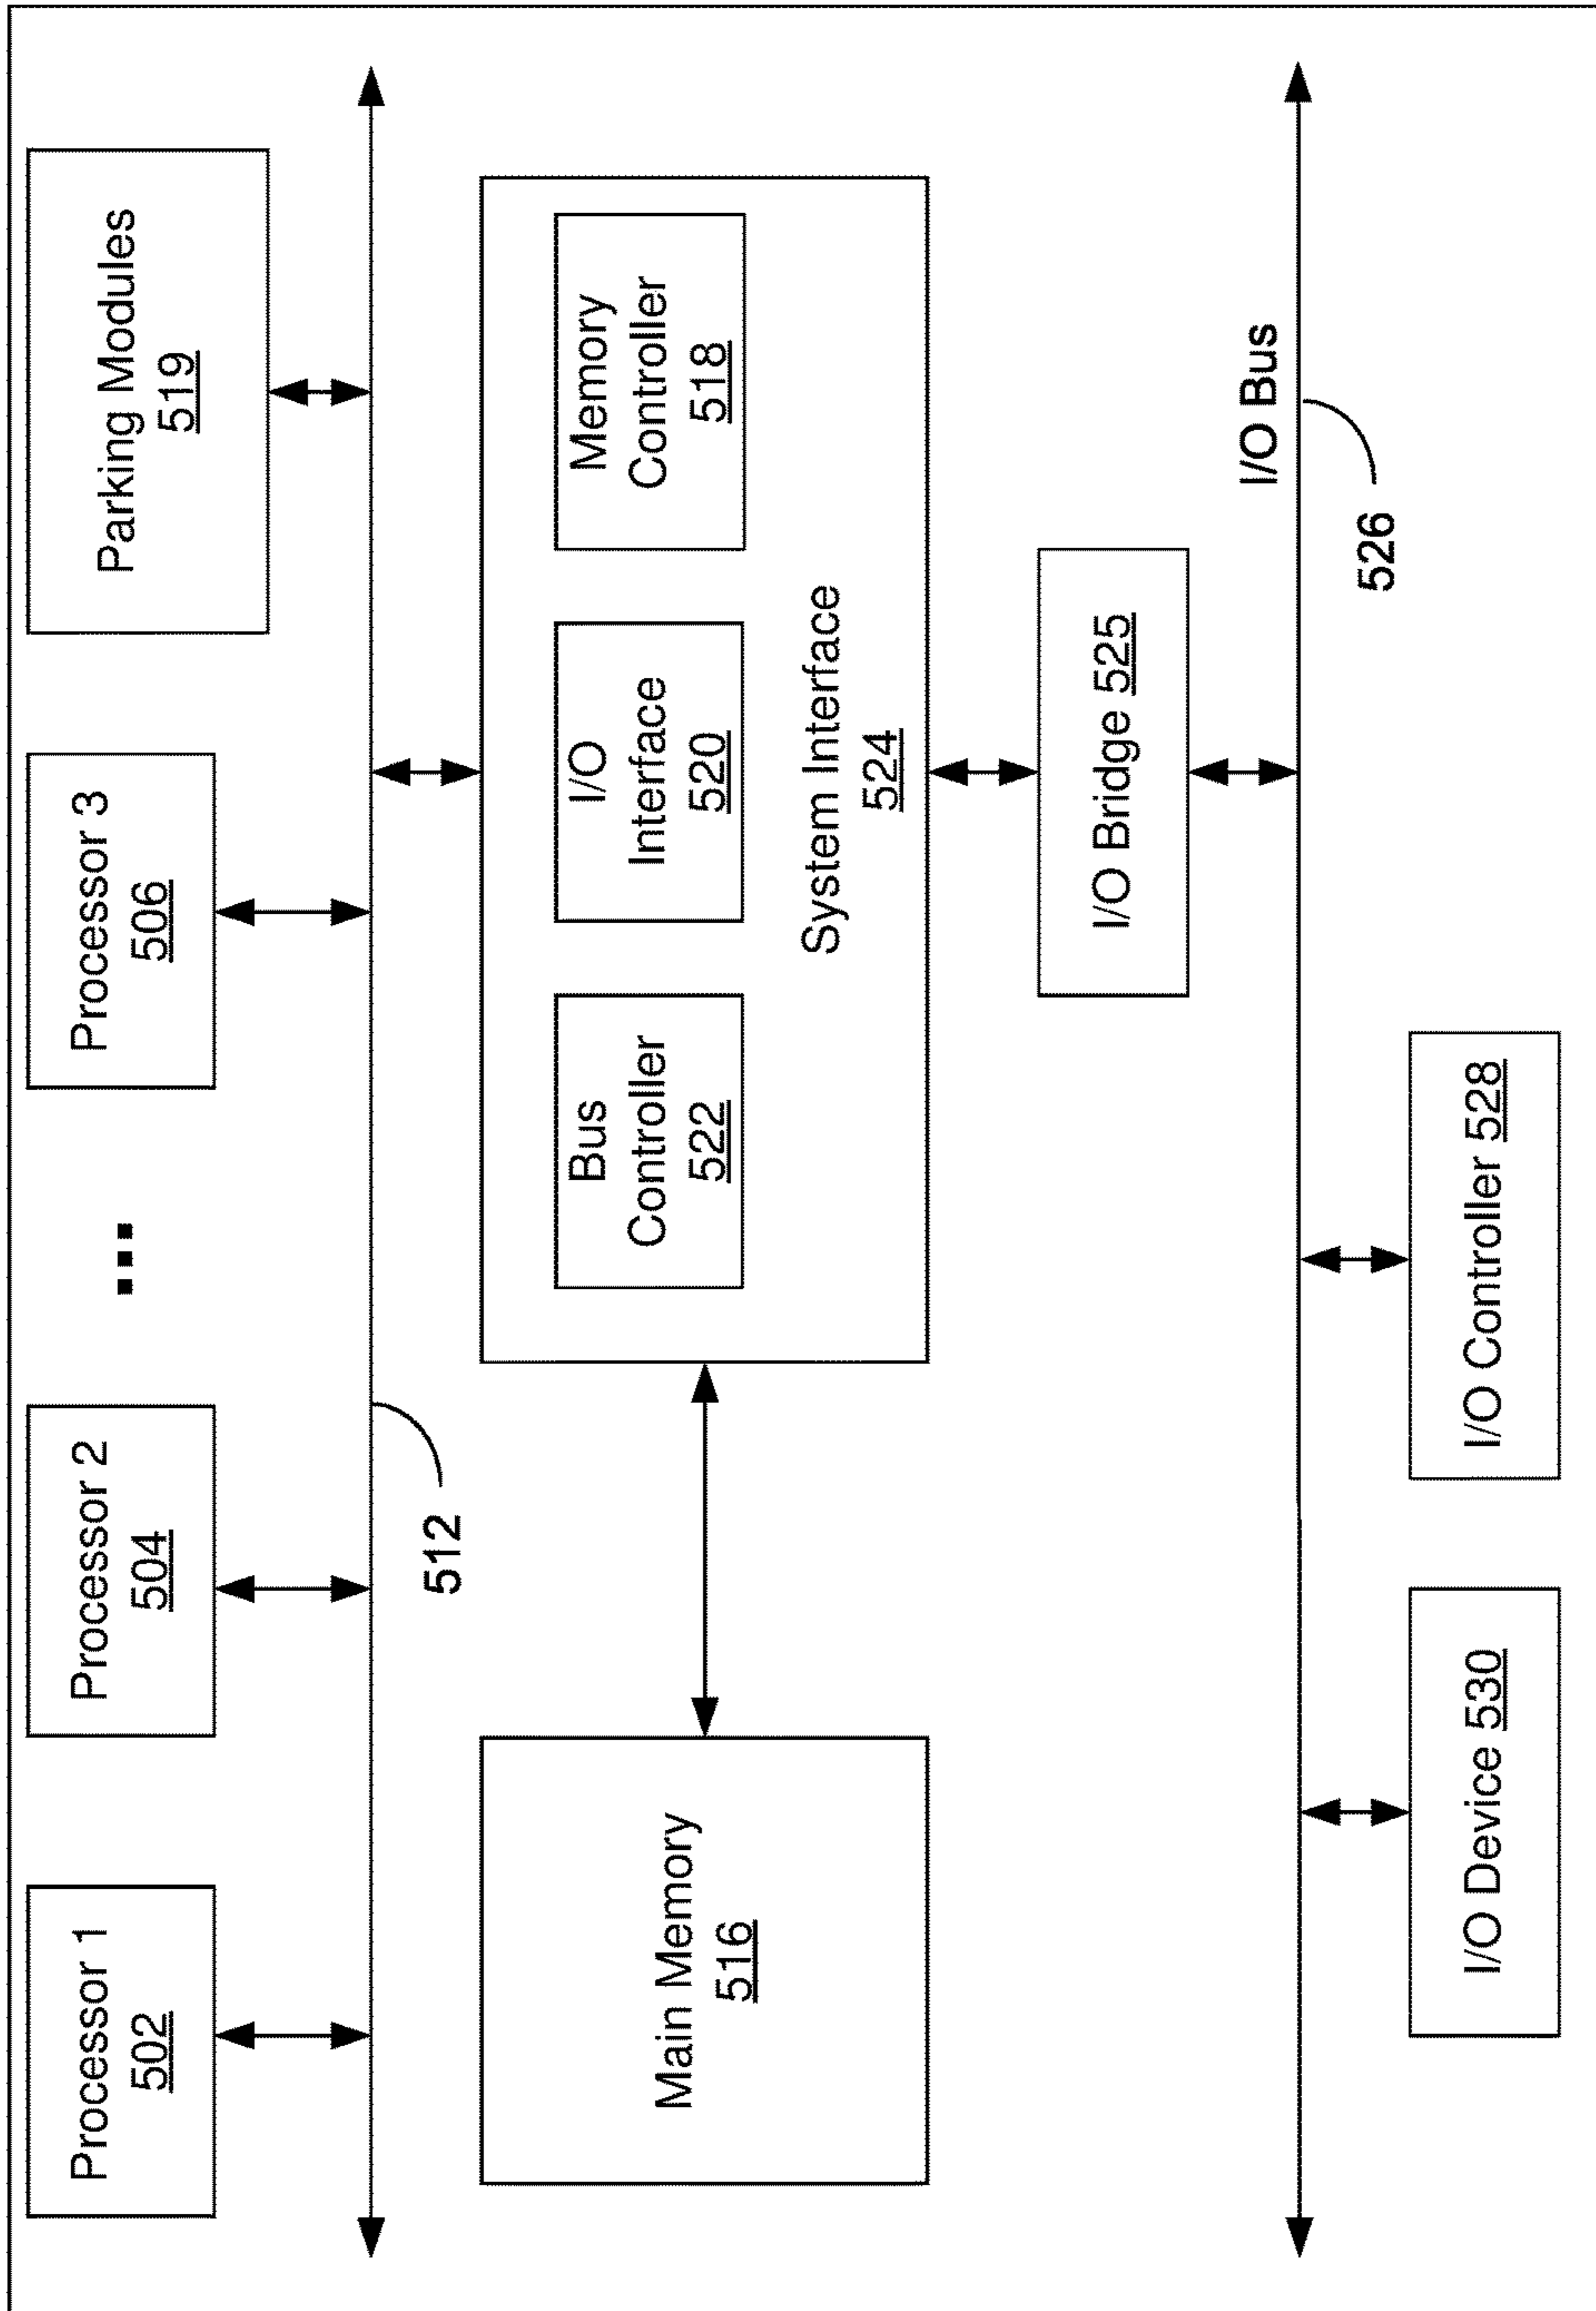 Processor 1
502
Processor 2
504
...
Processor 3
506
Parking Modules
519
512
Main Memory
516
Bus
Controller
522
I/O
Interface
520
Memory
Controller
518
System Interface
524
I/O Bridge 525
I/O Bus
526
I/O Device 530
I/O Controller 528